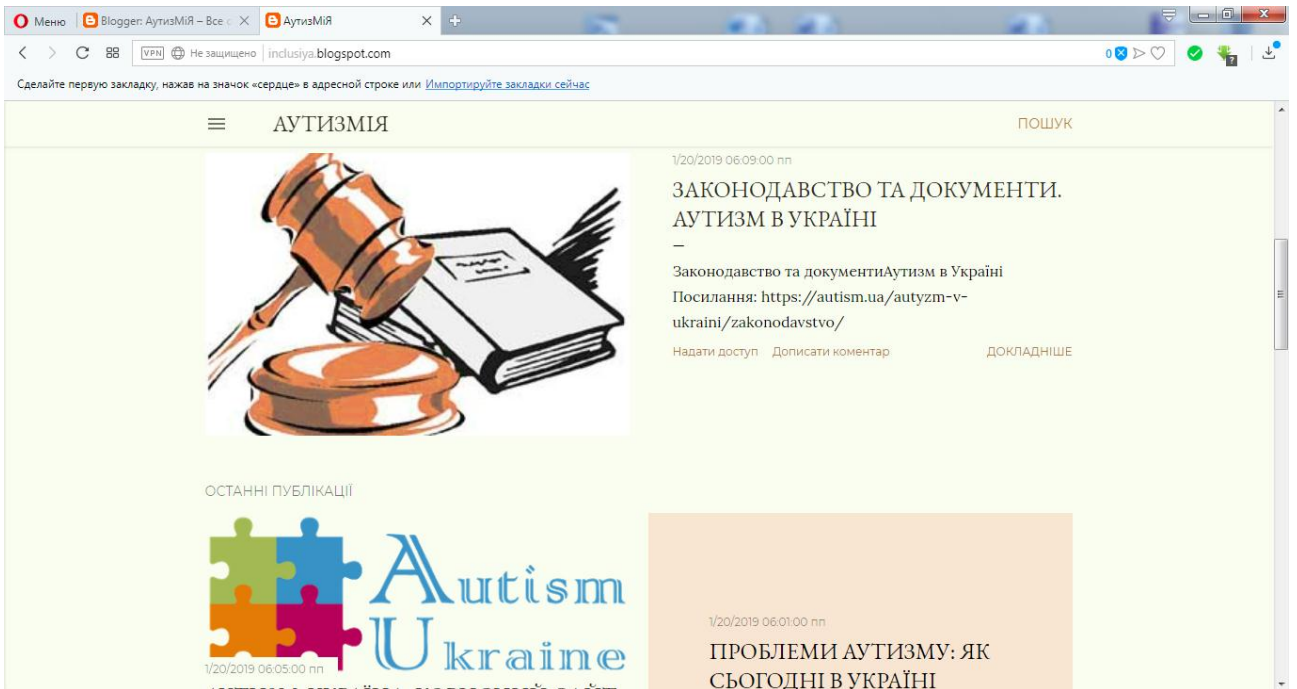 Меню
Blogger: АутизМіЯ – Все с
АутизМіЯ
VPN Не защищено inclusiya.blogspot.com
0
Сделайте первую закладку, нажав на значок «сердце» в адресной строке или Импортируйте закладки сейчас
АУТИЗМІЯ
ПОШУК
1/20/2019 06:09:00 пп
ЗАКОНОДАВСТВО ТА ДОКУМЕНТИ.
АУТИЗМ В УКРАЇНІ
–
Законодавство та документиАутизм в Україні
Посилання: https://autism.ua/autyzm-v-
ukraini/zakonodavstvo/
Надати доступ Дописати коментар ДОКЛАДНІШЕ
ОСТАННІ ПУБЛІКАЦІЇ
Autism
Ukraine
1/20/2019 06:05:00 пп
1/20/2019 06:01:00 пп
ПРОБЛЕМИ АУТИЗМУ: ЯК
СЬОГОДНІ В УКРАЇНІ